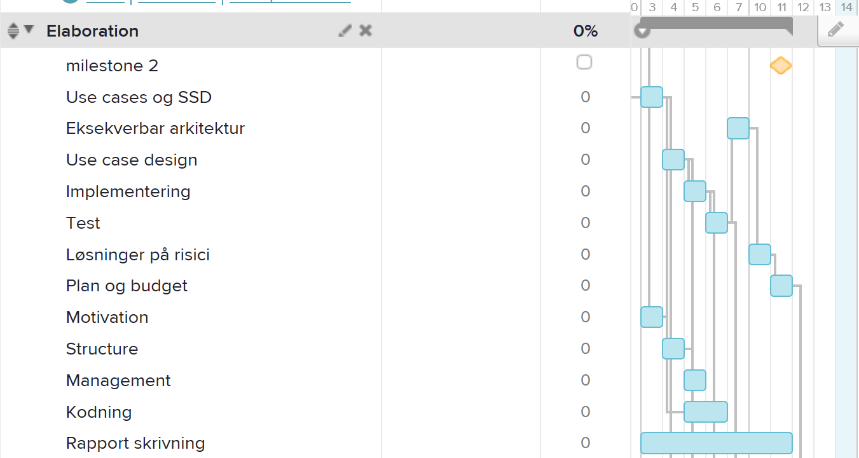 0 3 4 5 6 7 10 11 12 13 14
Elaboration 0%
milestone 2
Use cases og SSD 0
Eksekverbar arkitektur 0
Use case design 0
Implementering 0
Test 0
Løsninger på risici 0
Plan og budget 0
Motivation 0
Structure 0
Management 0
Kodning 0
Rapport skrivning 0